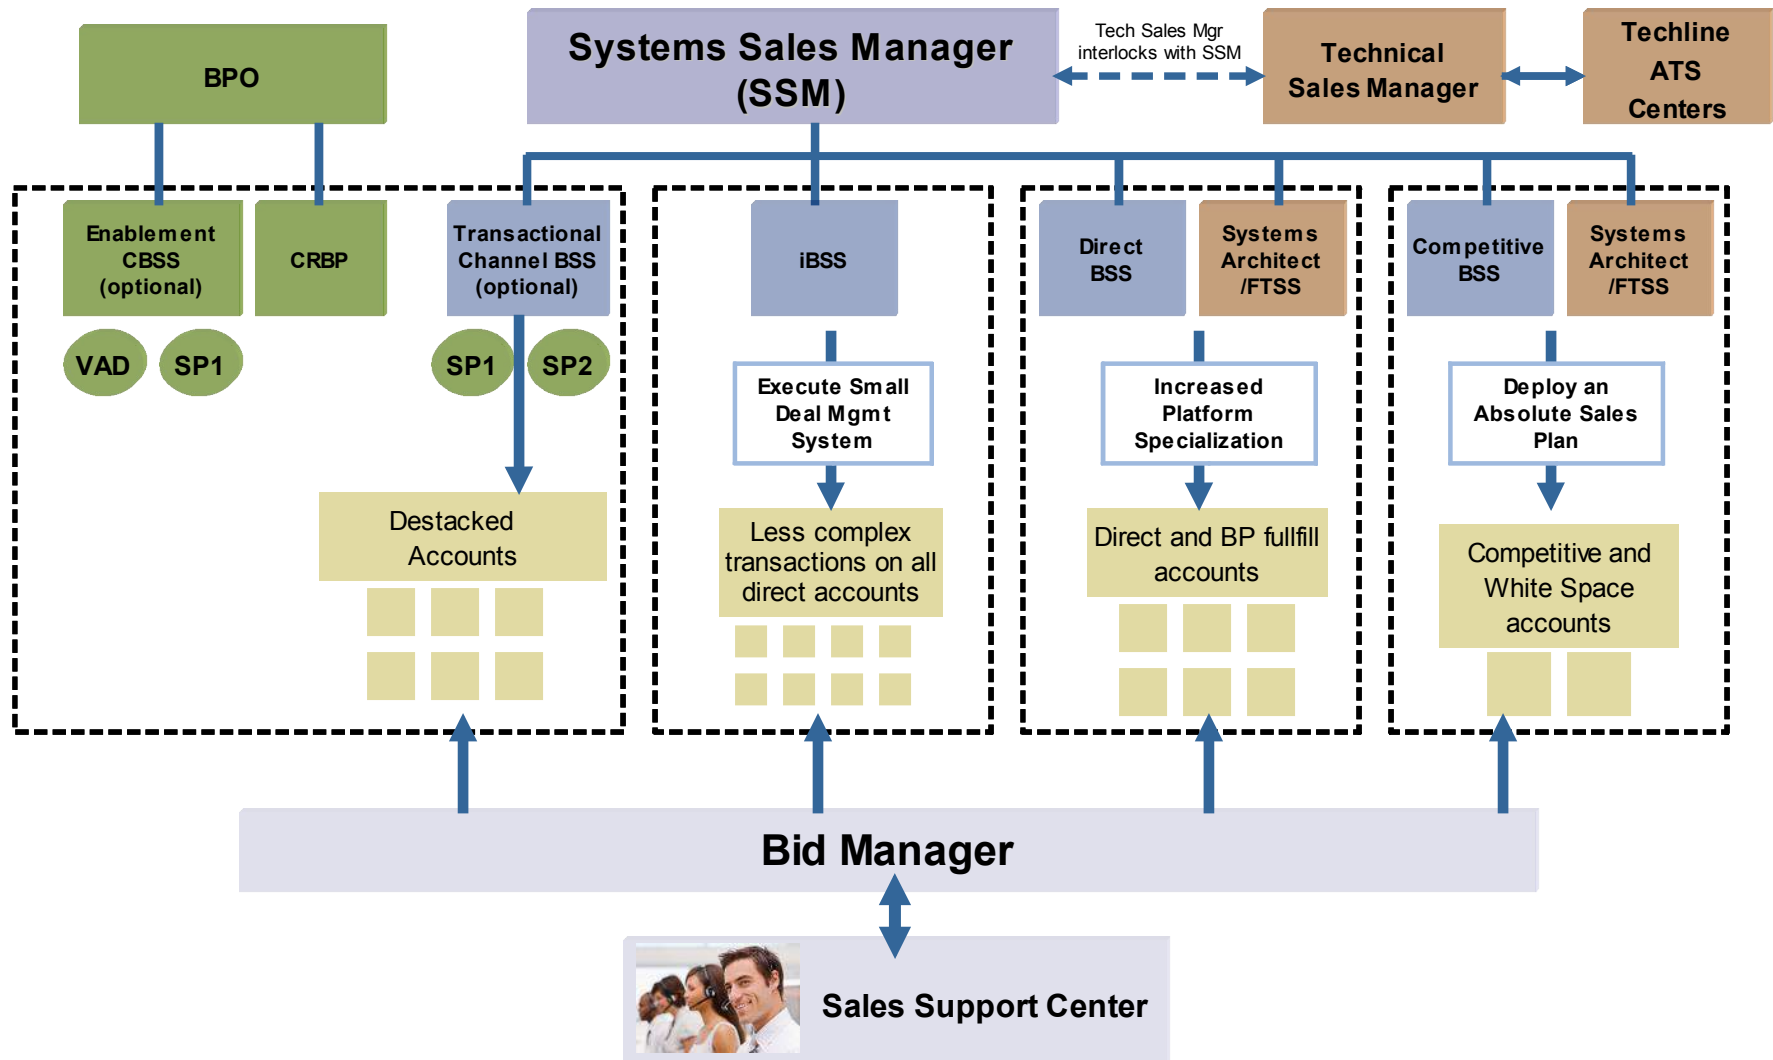 BPO
Systems Sales Manager
(SSM)
Tech Sales Mgr
interlocks with SSM
Technical
Sales Manager
Techline
ATS
Centers
Enablement
CBSS
(optional)
CRBP
Transactional
Channel BSS
(optional)
iBSS
Direct
BSS
Systems
Architect
/FTSS
Competitive
BSS
Systems
Architect
/FTSS
VAD
SP1
SP1
SP2
Execute Small
Deal Mgmt
System
Increased
Platform
Specialization
Deploy an
Absolute Sales
Plan
Destacked
Accounts
Less complex
transactions on all
direct accounts
Direct and BP fullfill
accounts
Competitive and
White Space
accounts
Bid Manager
Sales Support Center